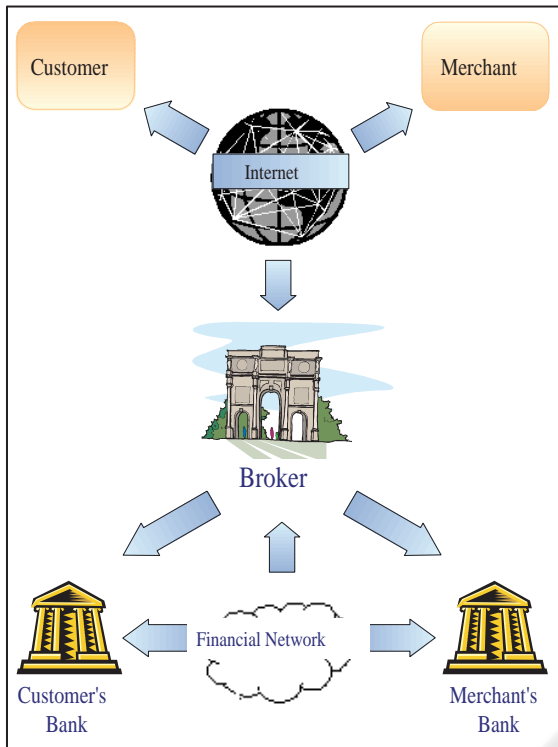 Customer
Merchant
Internet
Broker
Financial Network
Customer's
Bank
Merchant's
Bank